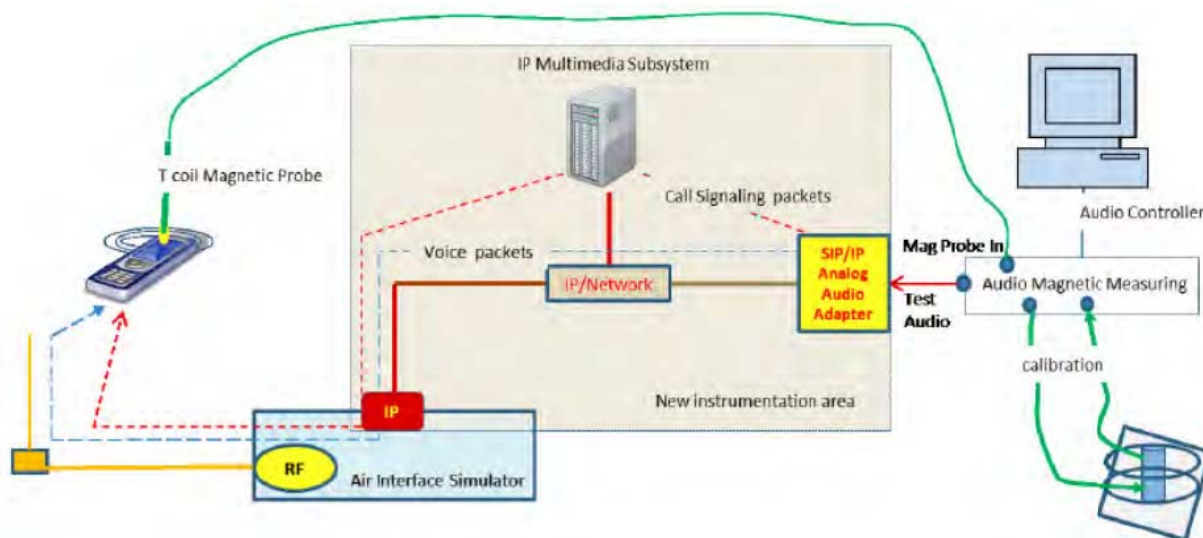 IP Multimedia Subsystem
T coil Magnetic Probe
Call Signaling packets
Audio Controller
Voice packets
Mag Probe In
SIP/IP
Analog
Audio
Adapter
IP/Network
Audio Magnetic Measuring
Test
Audio
calibration
IP
New instrumentation area
RF
Air Interface Simulator